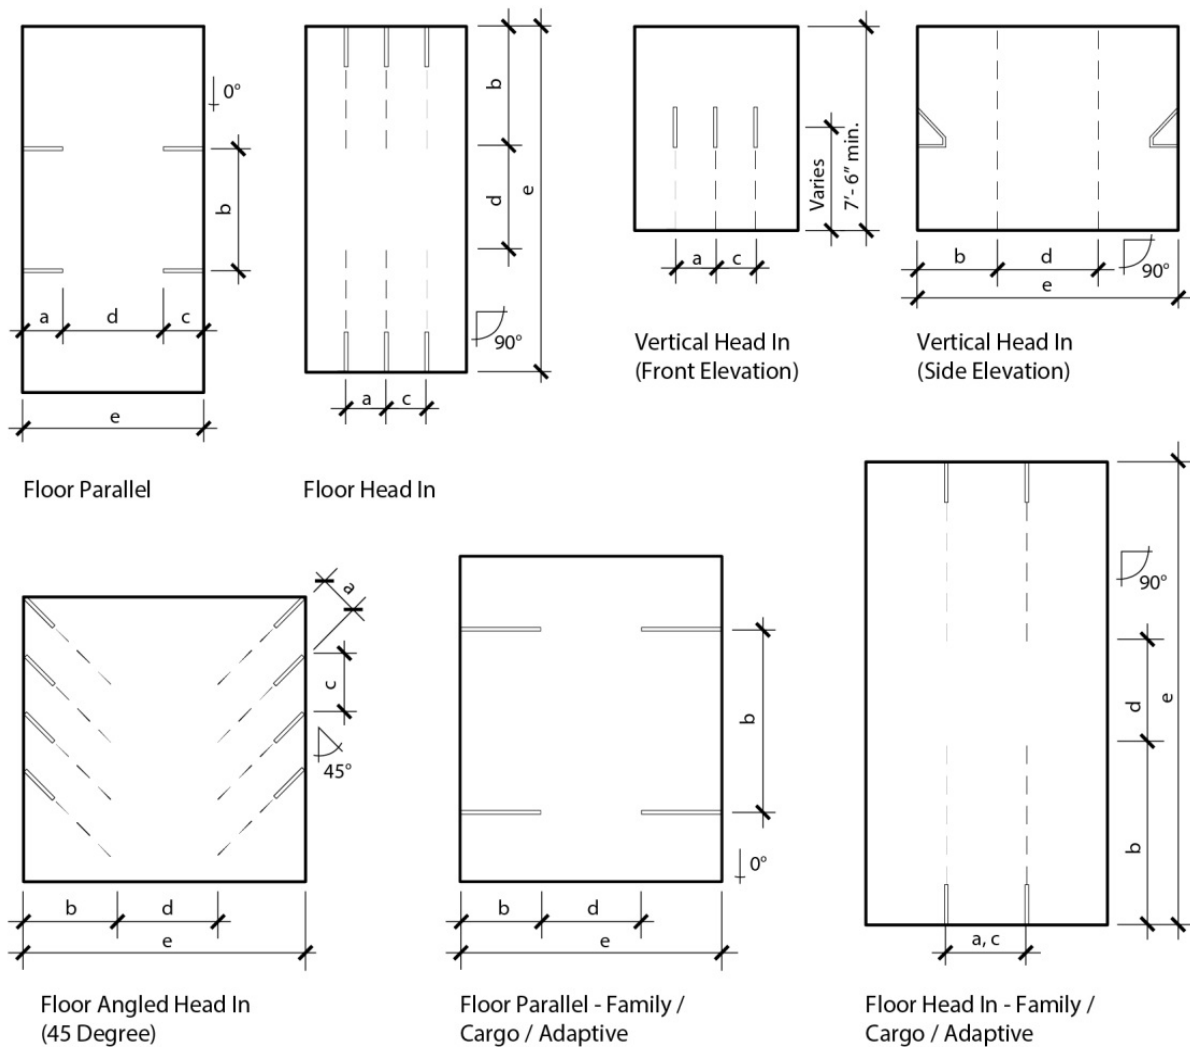 0°
b
a
d
c
e
Floor Parallel
b
d
e
90°
a
c
Floor Head In
a
c
Varies
7'- 6" min.
Vertical Head In
(Front Elevation)
b
d
90°
e
Vertical Head In
(Side Elevation)
a
c
45°
b
d
e
Floor Angled Head In
(45 Degree)
b
0°
b
d
e
Floor Parallel - Family /
Cargo / Adaptive
90°
d
e
b
a, c
Floor Head In - Family /
Cargo / Adaptive